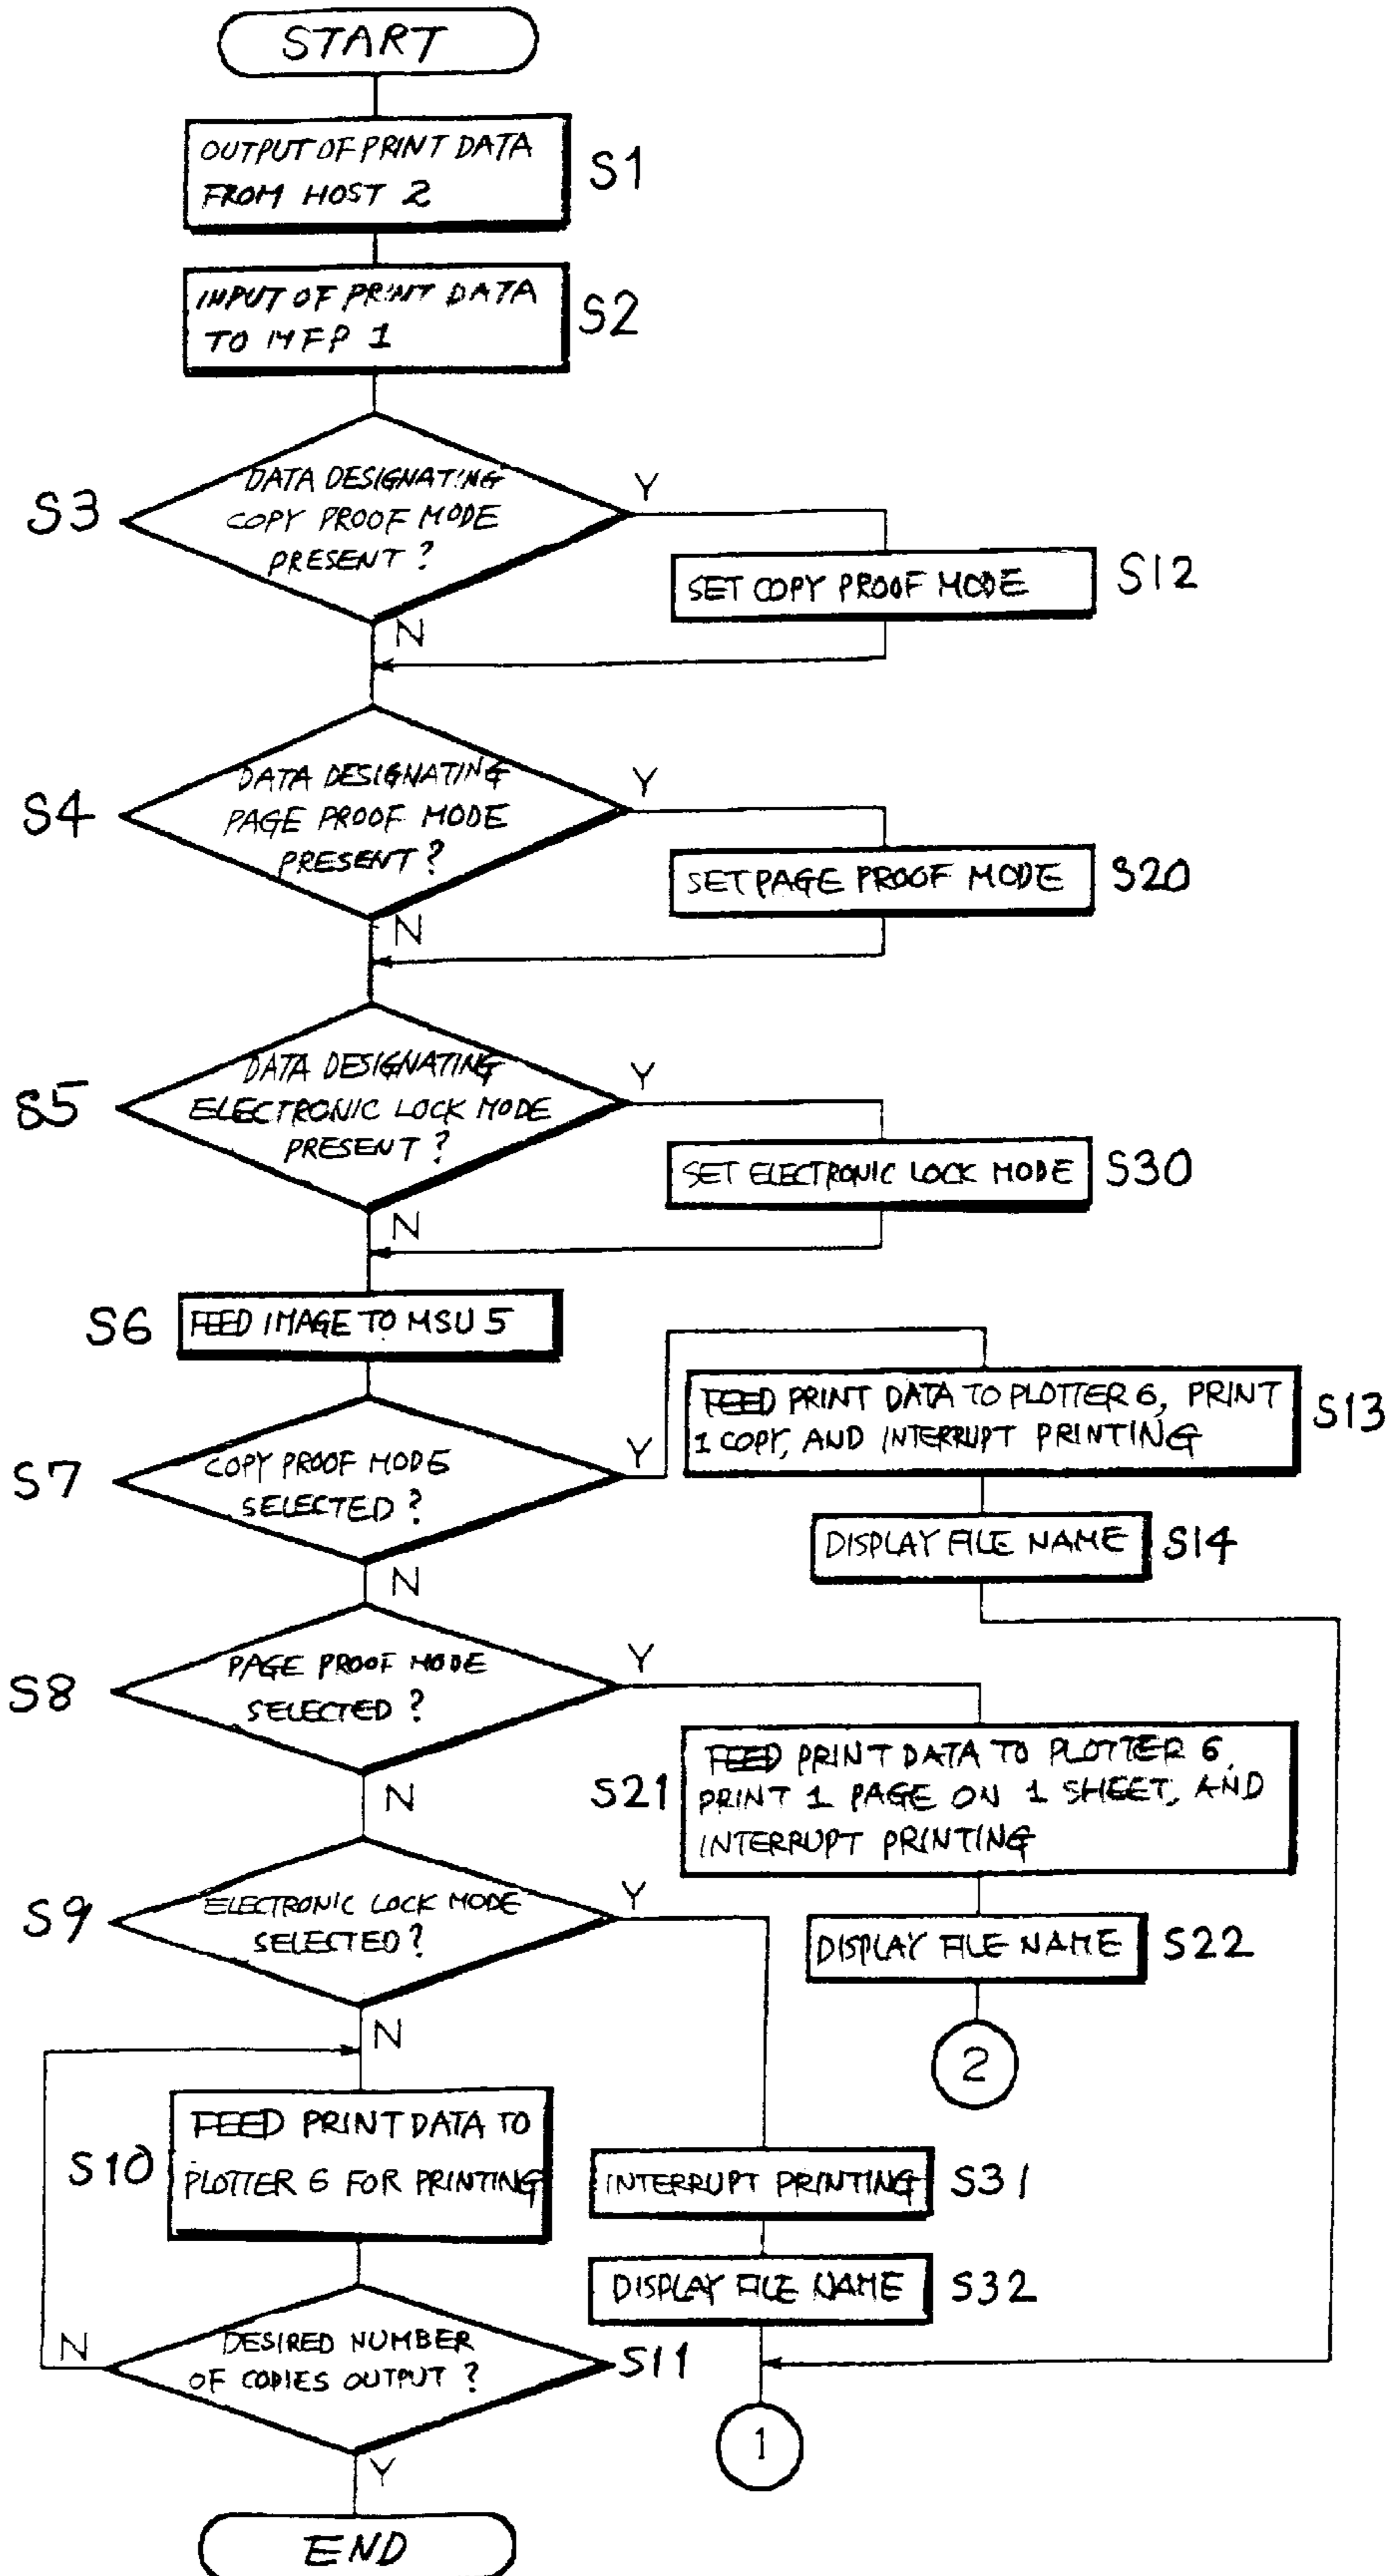 START
OUTPUT OF PRINT DATA
FROM HOST 2
S1
INPUT OF PRINT DATA
TO MFP 1
S2
S3
DATA DESIGNATING
COPY PROOF MODE
PRESENT ?
Y
N
SET COPY PROOF MODE
S12
S4
DATA DESIGNATING
PAGE PROOF MODE
PRESENT ?
Y
N
SET PAGE PROOF MODE
S20
S5
DATA DESIGNATING
ELECTRONIC LOCK MODE
PRESENT ?
Y
N
SET ELECTRONIC LOCK MODE
S30
S6
FEED IMAGE TO MSU 5
S7
COPY PROOF MODE
SELECTED ?
Y
N
FEED PRINT DATA TO PLOTTER 6, PRINT
1 COPY, AND INTERRUPT PRINTING
S13
DISPLAY FILE NAME
S14
S8
PAGE PROOF MODE
SELECTED ?
Y
N
S21
FEED PRINT DATA TO PLOTTER 6,
PRINT 1 PAGE ON 1 SHEET, AND
INTERRUPT PRINTING
DISPLAY FILE NAME
S22
2
S9
ELECTRONIC LOCK MODE
SELECTED ?
Y
N
S10
FEED PRINT DATA TO
PLOTTER 6 FOR PRINTING
INTERRUPT PRINTING
S31
DISPLAY FILE NAME
S32
N
DESIRED NUMBER
OF COPIES OUTPUT ?
S11
Y
1
END